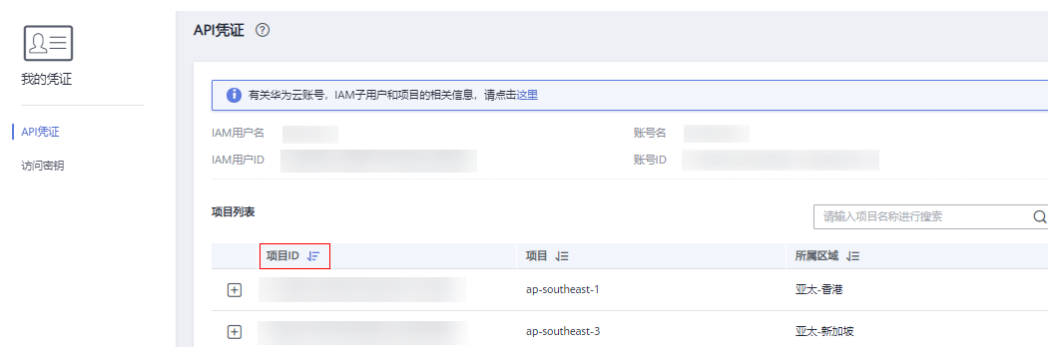 API凭证
我的凭证
API凭证
访问密钥
有关华为云账号，IAM子用户和项目的相关信息，请点击这里
IAM用户名 账号名
IAM用户ID 账号ID
项目列表
请输入项目名称进行搜索
项目ID 项目 所属区域
ap-southeast-1 亚太-香港
ap-southeast-3 亚太-新加坡